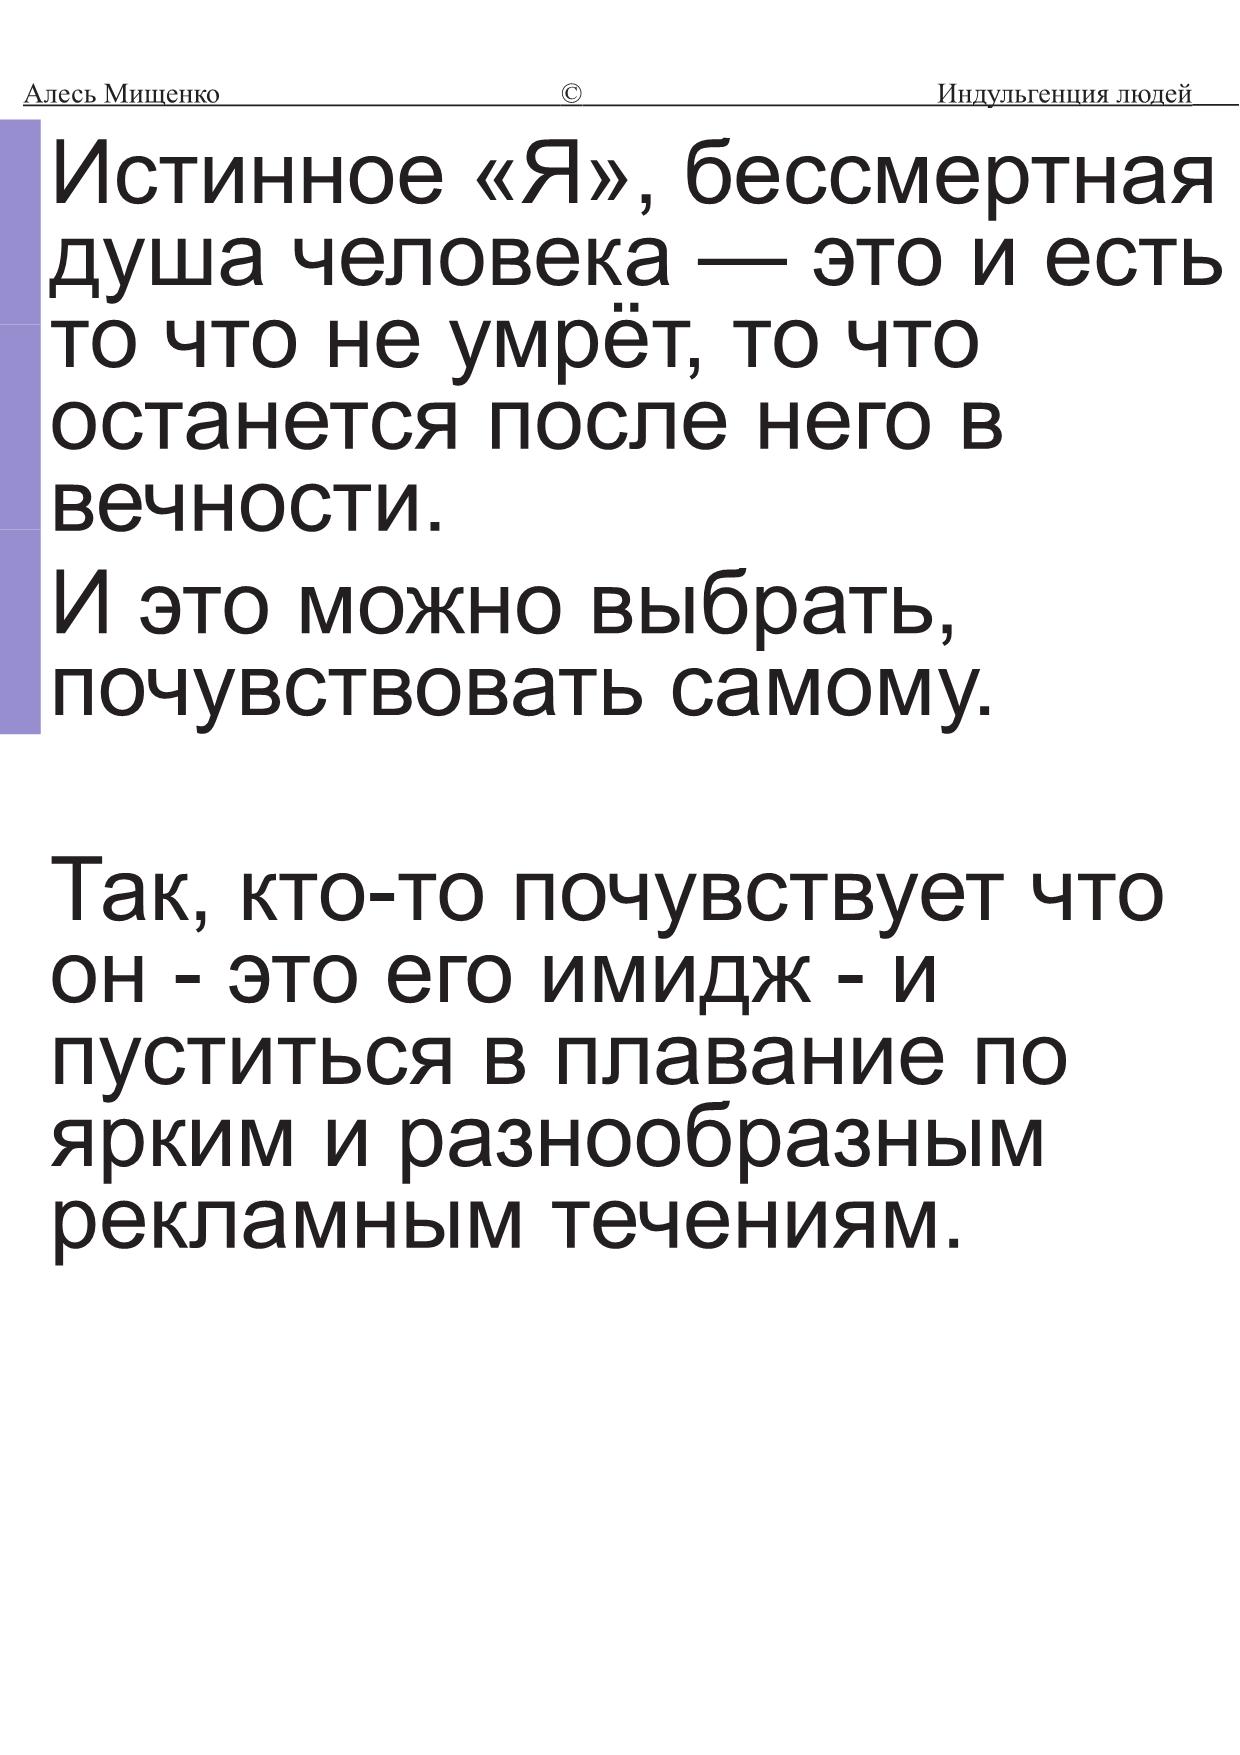 Алесь Мищенко © Индульгенция людей
Истинное «Я», бессмертная
душа человека — это и есть
то что не умрёт, то что
останется после него в
вечности.
И это можно выбрать,
почувствовать самому.
Так, кто-то почувствует что
он - это его имидж - и
пуститься в плавание по
ярким и разнообразным
рекламным течениям.